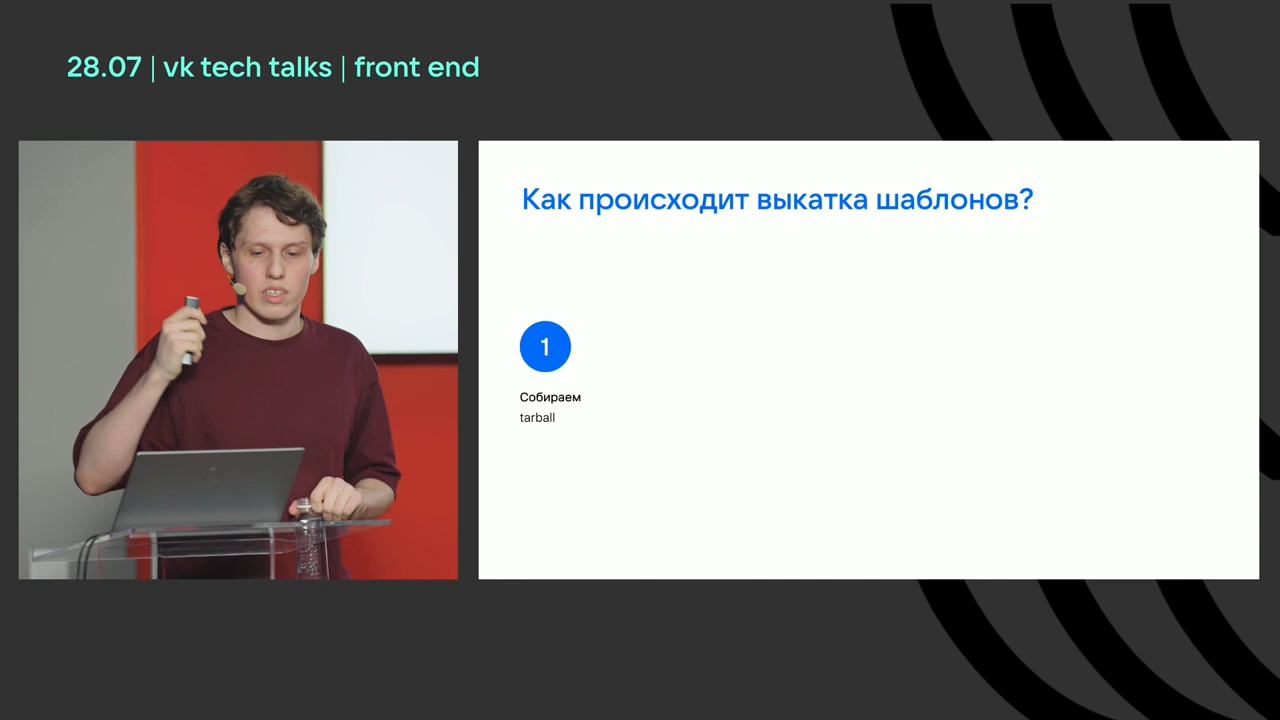 28.07 | vk tech talks | front end
Как происходит выкатка шаблонов?
1
Собираем
tarball